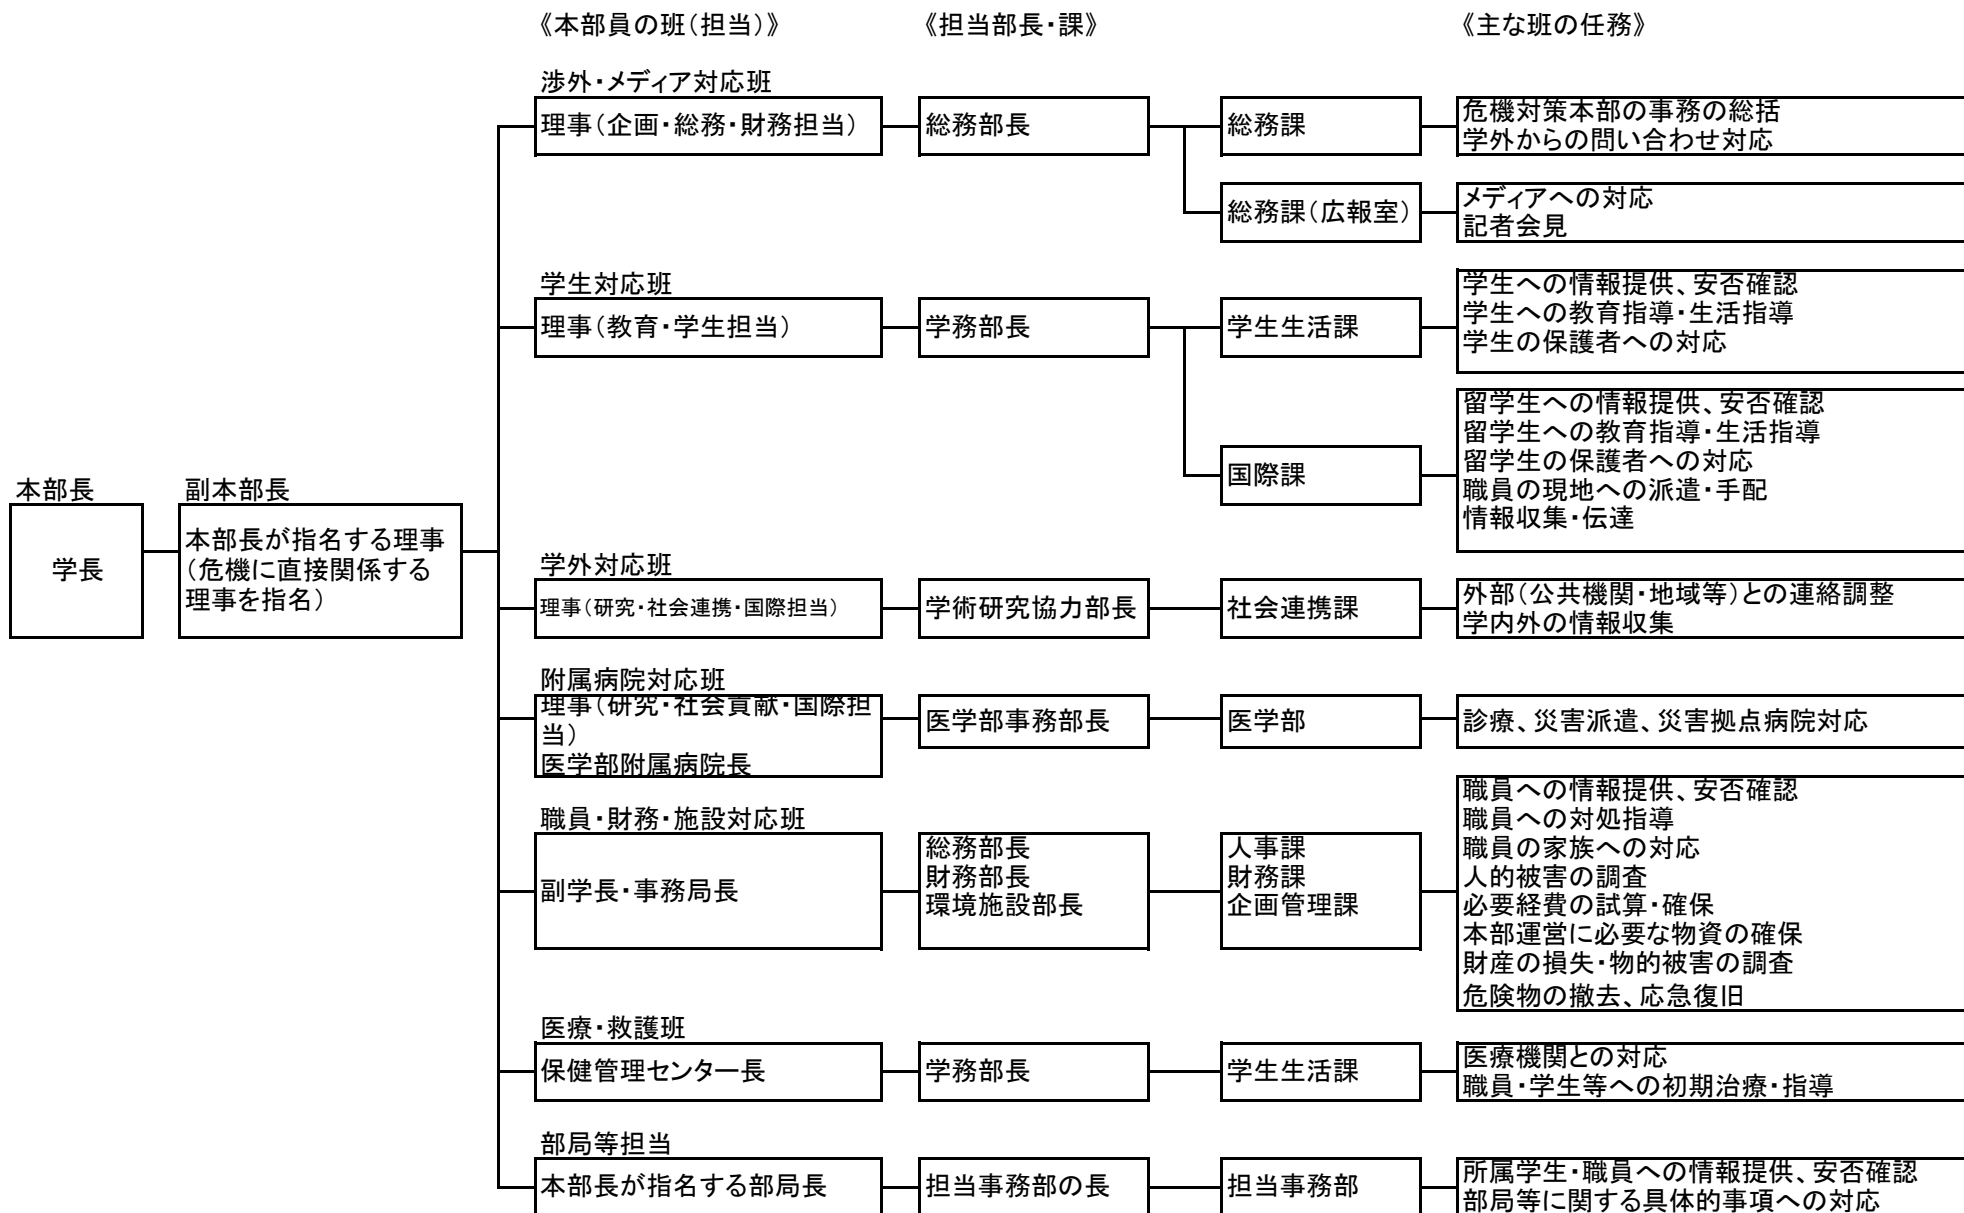 《本部員の班(担当)》
《担当部長・課》
《主な班の任務》
渉外・メディア対応班
理事(企画・総務・財務担当)
総務部長
総務課
危機対策本部の事務の総括
学外からの問い合わせ対応
総務課(広報室)
メディアへの対応
記者会見
学生対応班
理事(教育・学生担当)
学務部長
学生生活課
学生への情報提供、安否確認
学生への教育指導・生活指導
学生の保護者への対応
国際課
留学生への情報提供、安否確認
留学生への教育指導・生活指導
留学生の保護者への対応
職員の現地への派遣・手配
情報収集・伝達
本部長
学長
副本部長
本部長が指名する理事
(危機に直接関係する
理事を指名)
学外対応班
理事(研究・社会連携・国際担当)
学術研究協力部長
社会連携課
外部(公共機関・地域等)との連絡調整
学内外の情報収集
附属病院対応班
理事(研究・社会貢献・国際担
当)
医学部附属病院長
医学部事務部長
医学部
診療、災害派遣、災害拠点病院対応
職員・財務・施設対応班
副学長・事務局長
総務部長
財務部長
環境施設部長
人事課
財務課
企画管理課
職員への情報提供、安否確認
職員への対処指導
職員の家族への対応
人的被害の調査
必要経費の試算・確保
本部運営に必要な物資の確保
財産の損失・物的被害の調査
危険物の撤去、応急復旧
医療・救護班
保健管理センター長
学務部長
学生生活課
医療機関との対応
職員・学生等への初期治療・指導
部局等担当
本部長が指名する部局長
担当事務部の長
担当事務部
所属学生・職員への情報提供、安否確認
部局等に関する具体的事項への対応